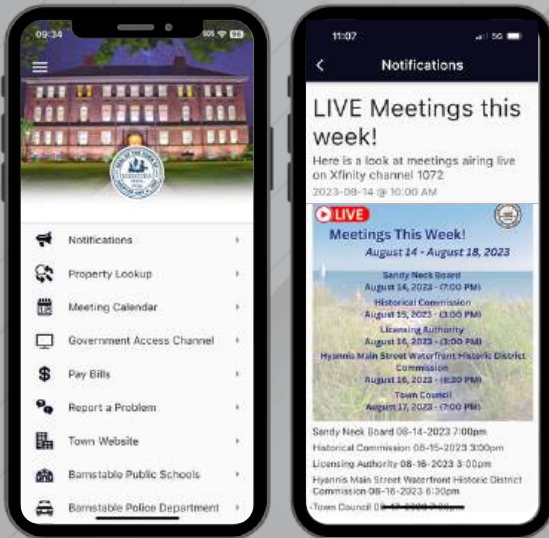 09:34
SOS
Notifications
Property Lookup
Meeting Calendar
Government Access Channel
Pay Bills
Report a Problem
Town Website
Barnstable Public Schools
Barnstable Police Department
11:07
5G
Notifications
LIVE Meetings this
week!
Here is a look at meetings airing live
on Xfinity channel 1072
2023-08-14 @ 10:00 AM
LIVE
Meetings This Week!
August 14 - August 18, 2023
Sandy Neck Board
August 14, 2023 - (7:00 PM)
Historical Commission
August 15, 2023 - (3:00 PM)
Licensing Authority
August 16, 2023 - (3:00 PM)
Hyannis Main Street Waterfront Historic District
Commission
August 16, 2023 - (6:30 PM)
Town Council
August 17, 2023 - (7:00 PM)
Sandy Neck Board 08-14-2023 7:00pm
Historical Commission 08-15-2023 3:00pm
Licensing Authority 08-16-2023 3:00pm
Hyannis Main Street Waterfront Historic District
Commission 08-16-2023 6:30pm
Town Council 08-17-2023 7:00pm